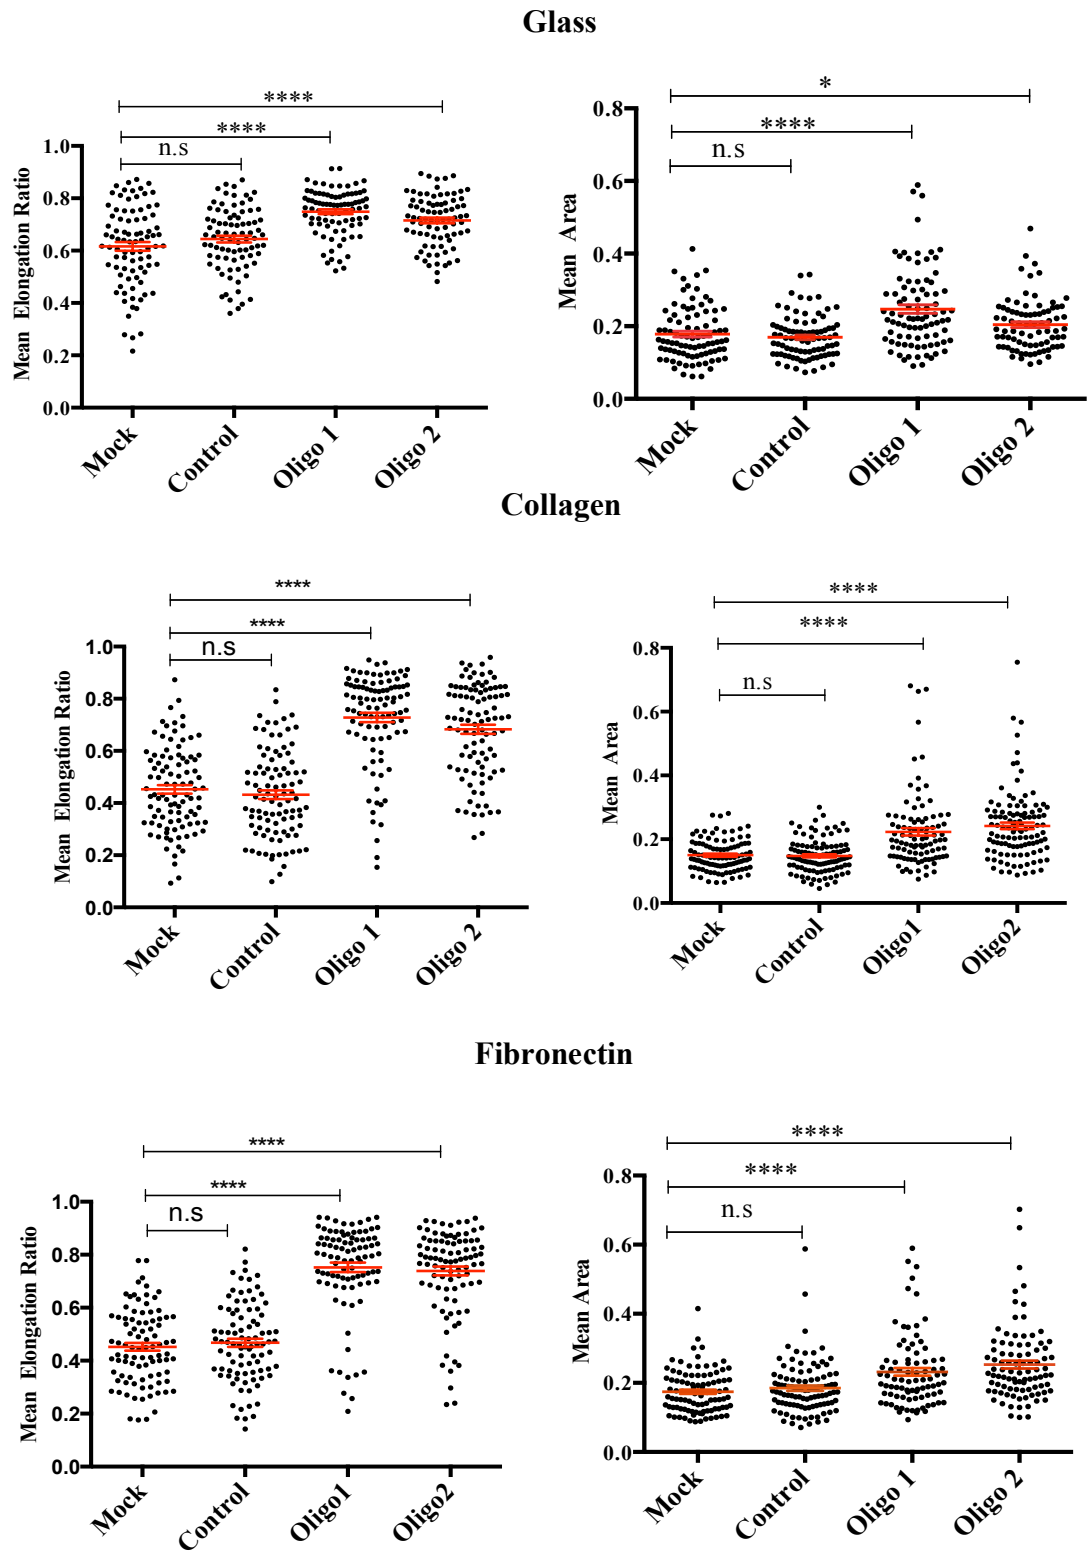 Glass
****
****
n.s
1.0
0.8
0.6
0.4
0.2
0.0
Mean Elongation Ratio
Mock
Control
Oligo 1
Oligo 2
*
****
n.s
0.8
0.6
0.4
0.2
0.0
Mean Area
Mock
Control
Oligo 1
Oligo 2
Collagen
****
****
n.s
1.0
0.8
0.6
0.4
0.2
0.0
Mean Elongation Ratio
Mock
Control
Oligo 1
Oligo 2
****
****
n.s
0.8
0.6
0.4
0.2
0.0
Mean Area
Mock
Control
Oligo1
Oligo2
Fibronectin
****
****
n.s
1.0
0.8
0.6
0.4
0.2
0.0
Mean Elongation Ratio
Mock
Control
Oligo1
Oligo2
****
****
n.s
0.8
0.6
0.4
0.2
0.0
Mean Area
Mock
Control
Oligo 1
Oligo 2